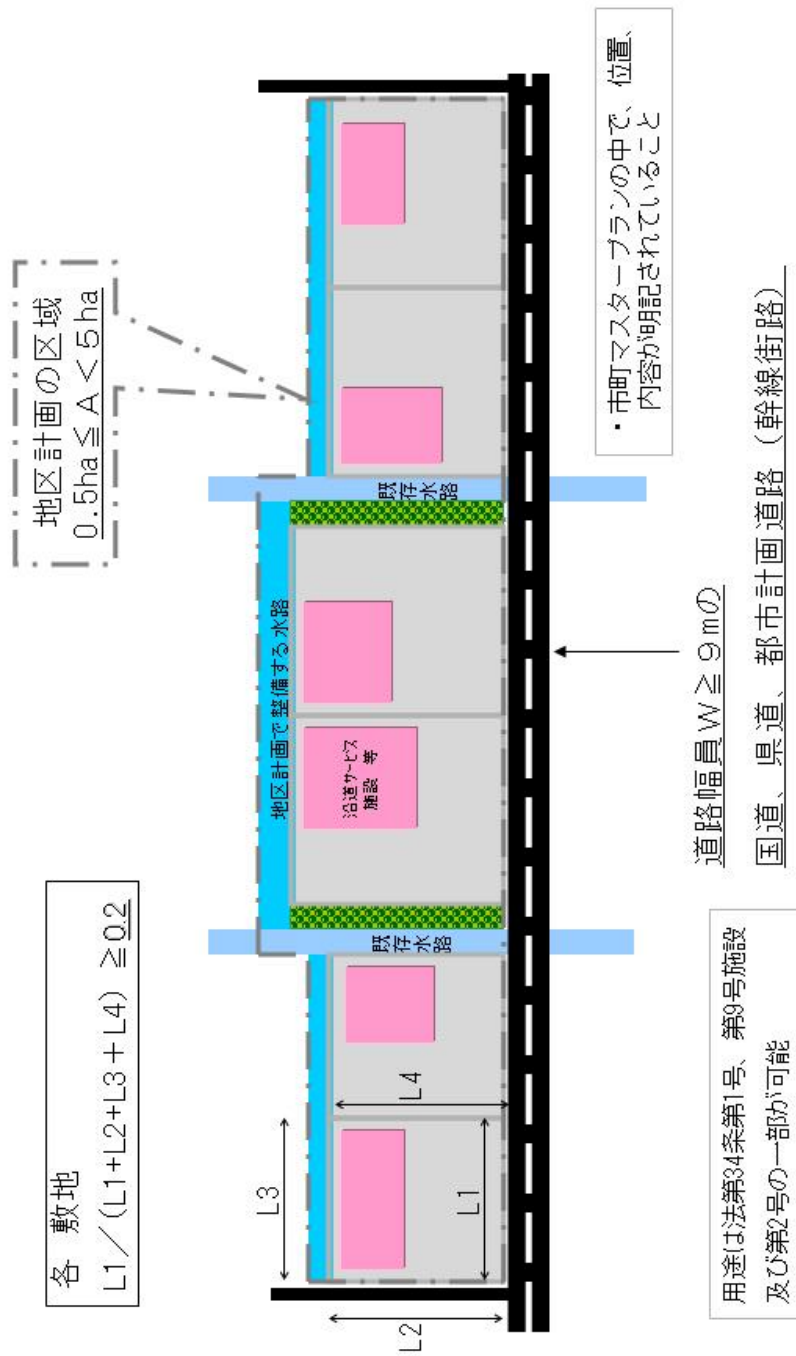 各 敷地
L1／(L1+L2+L3+L4) ≧0.2
地区計画の区域
0.5ha≦A＜5ha
地区計画で整備する水路
既存水路
既存水路
沿道サービス
施設 等
L3
L4
L2
L1
用途は法第34条第1号、第9号施設
及び第2号の一部が可能
道路幅員W≧9mの
国道、県道、都市計画道路（幹線街路）
・市町マスタープランの中で、位置、
内容が明記されていること